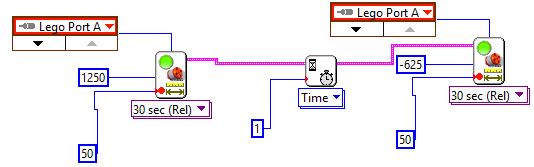 Lego Port A
1250
30 sec (Rel)
50
Time
1
Lego Port A
-625
30 sec (Rel)
50